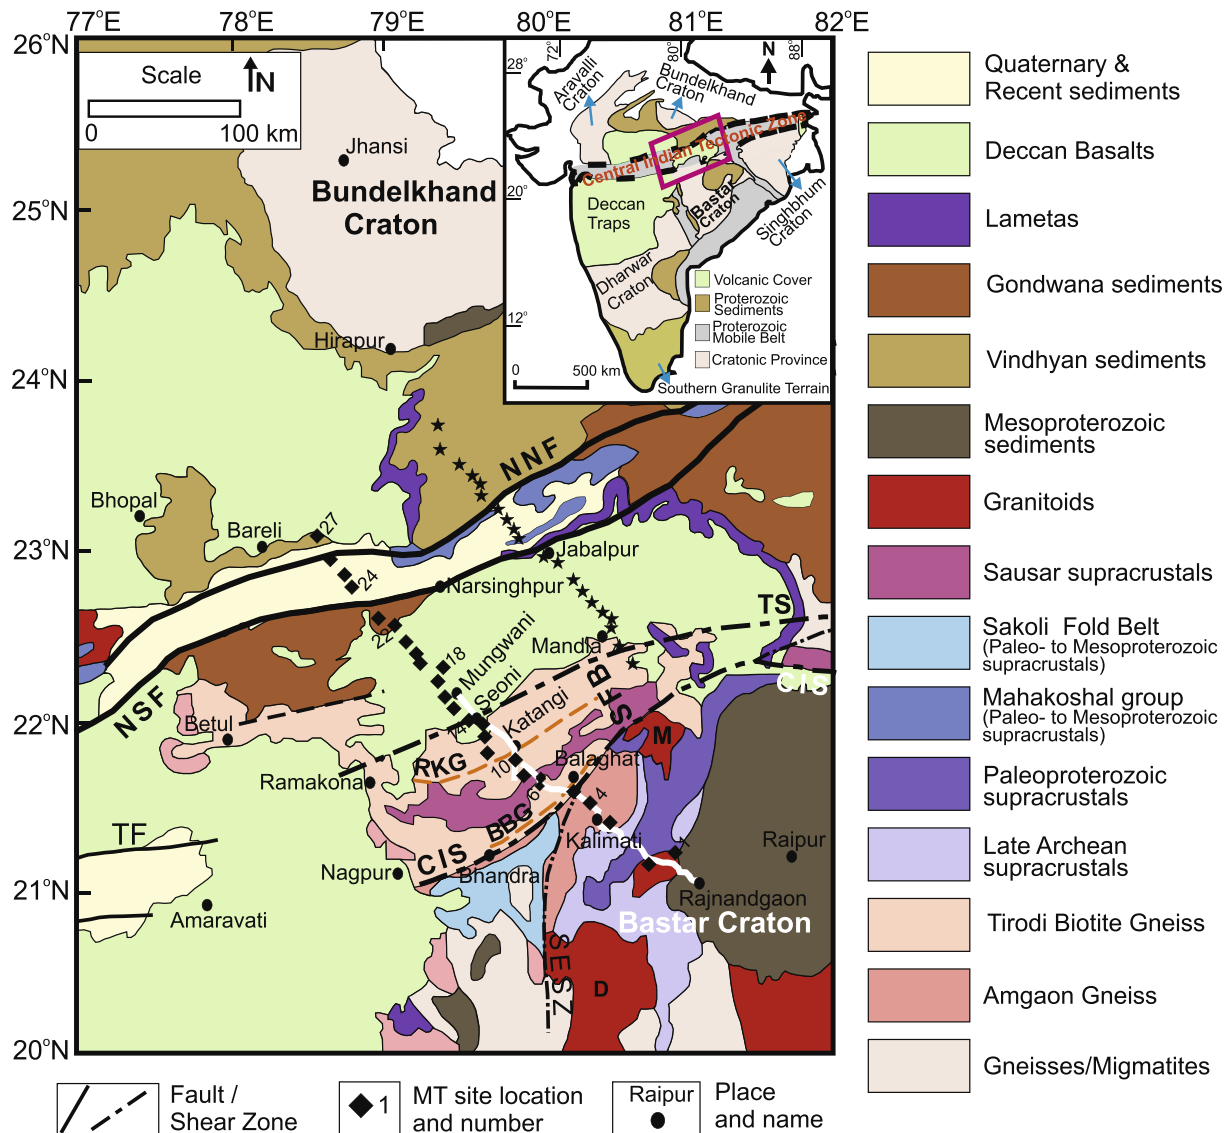 77°E 78°E 79°E 80°E 81°E 82°E
26°N
25°N
24°N
23°N
22°N
21°N
20°N
Scale
N
0 100 km
Jhansi
Bundelkhand
Craton
Hirapur
72° 80° 88°
28°
20°
12°
N
Aravalli
Craton
Bundelkhand
Craton
Central Indian Tectonic Zone
Deccan
Traps
Bastar
Craton
Singhbhum
Craton
Dharwar
Craton
Volcanic Cover
Proterozoic
Sediments
Proterozoic
Mobile Belt
Cratonic Province
0 500 km
Southern Granulite Terrain
NNF
Bhopal
Bareli
27
24
Jabalpur
Narsinghpur
22
18
Mungwani
Seoni
Mandla
TS
CIS
NSF
Betul
14
Katangi
BS
M
RKG
10
Balaghat
Ramakona
6
4
BBG
Kalimati
TF
CIS
Nagpur
Bhandra
1
Raipur
Rajnandgaon
Amaravati
Bastar Craton
SESZ
D
Quaternary &
Recent sediments
Deccan Basalts
Lametas
Gondwana sediments
Vindhyan sediments
Mesoproterozoic
sediments
Granitoids
Sausar supracrustals
Sakoli Fold Belt
(Paleo- to Mesoproterozoic
supracrustals)
Mahakoshal group
(Paleo- to Mesoproterozoic
supracrustals)
Paleoproterozoic
supracrustals
Late Archean
supracrustals
Tirodi Biotite Gneiss
Amgaon Gneiss
Gneisses/Migmatites
Fault /
Shear Zone
1
MT site location
and number
Raipur
Place
and name